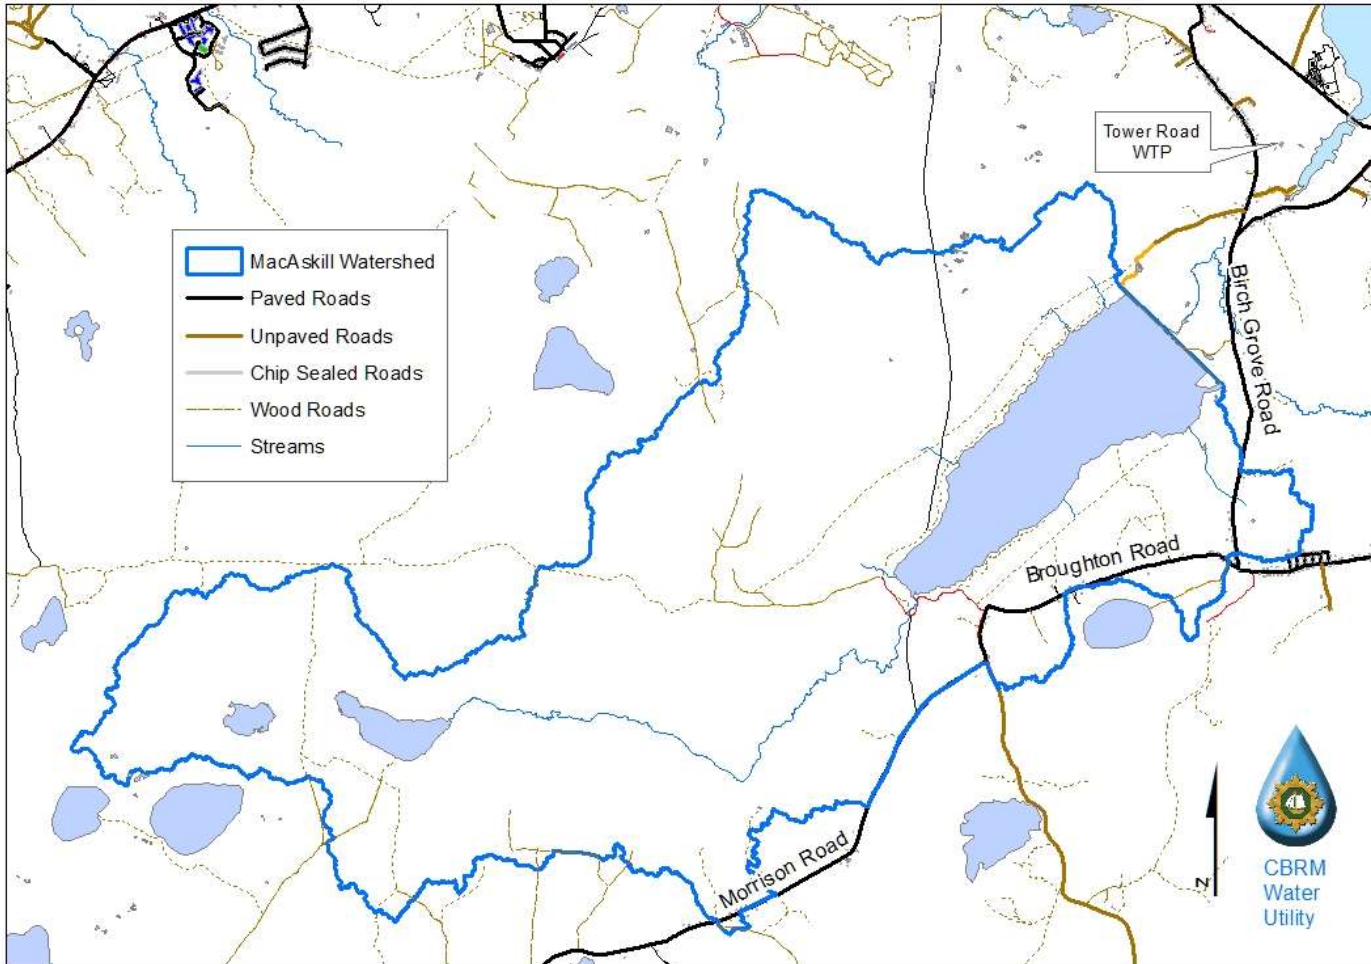 Tower Road
WTP
MacAskill Watershed
Paved Roads
Unpaved Roads
Chip Sealed Roads
Wood Roads
Streams
Birch Grove Road
Broughton Road
Morrison Road
N
CBRM
Water
Utility